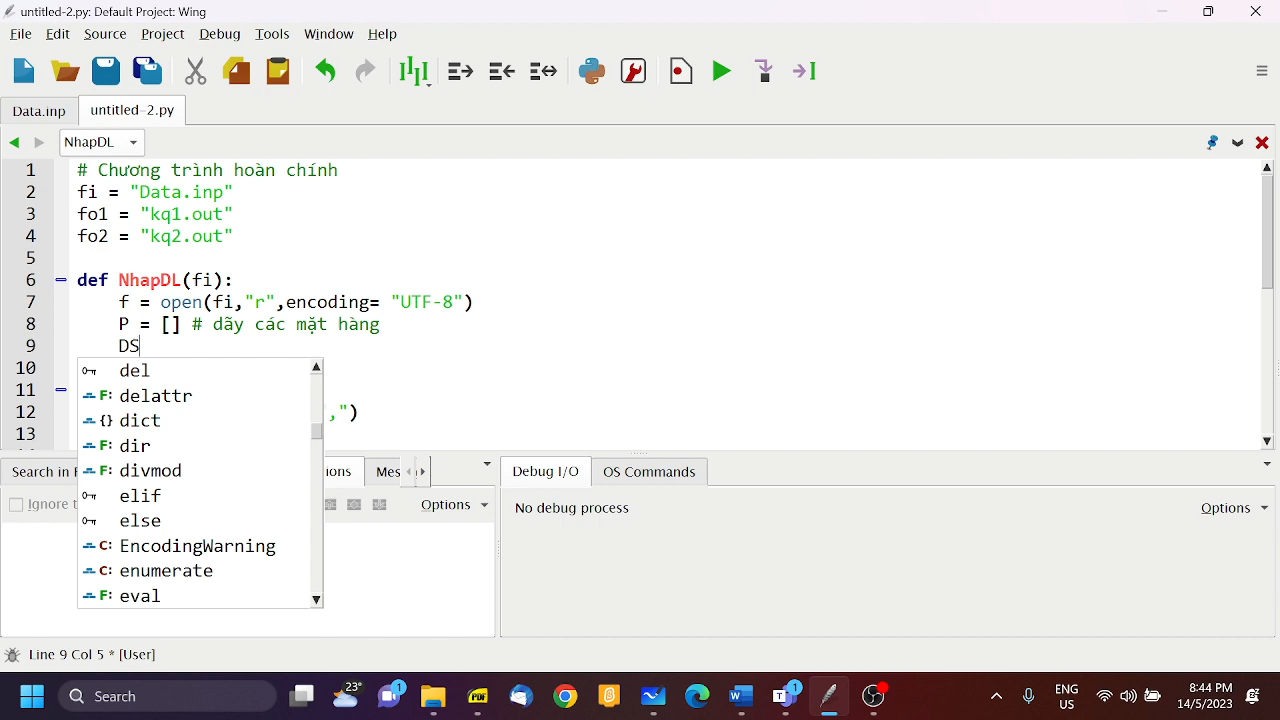 untitled-2.py: Default Project: Wing
File Edit Source Project Debug Tools Window Help
Data.inp untitled-2.py
NhapDL
1 # Chương trình hoàn chính
2 fi = "Data.inp"
3 fo1 = "kq1.out"
4 fo2 = "kq2.out"
5
6 def NhapDL(fi):
7 f = open(fi,"r",encoding= "UTF-8")
8 P = [] # dãy các mặt hàng
9 DS
10
11
12 ,")
13
del
F: delattr
{} dict
F: dir
F: divmod
elif
else
C: EncodingWarning
C: enumerate
F: eval
Search in
Ignore
ions Mes
Options
Debug I/O OS Commands
No debug process
Options
Line 9 Col 5 * [User]
Search
23°
1
PDF
1
ENG
US
8:44 PM
14/5/2023